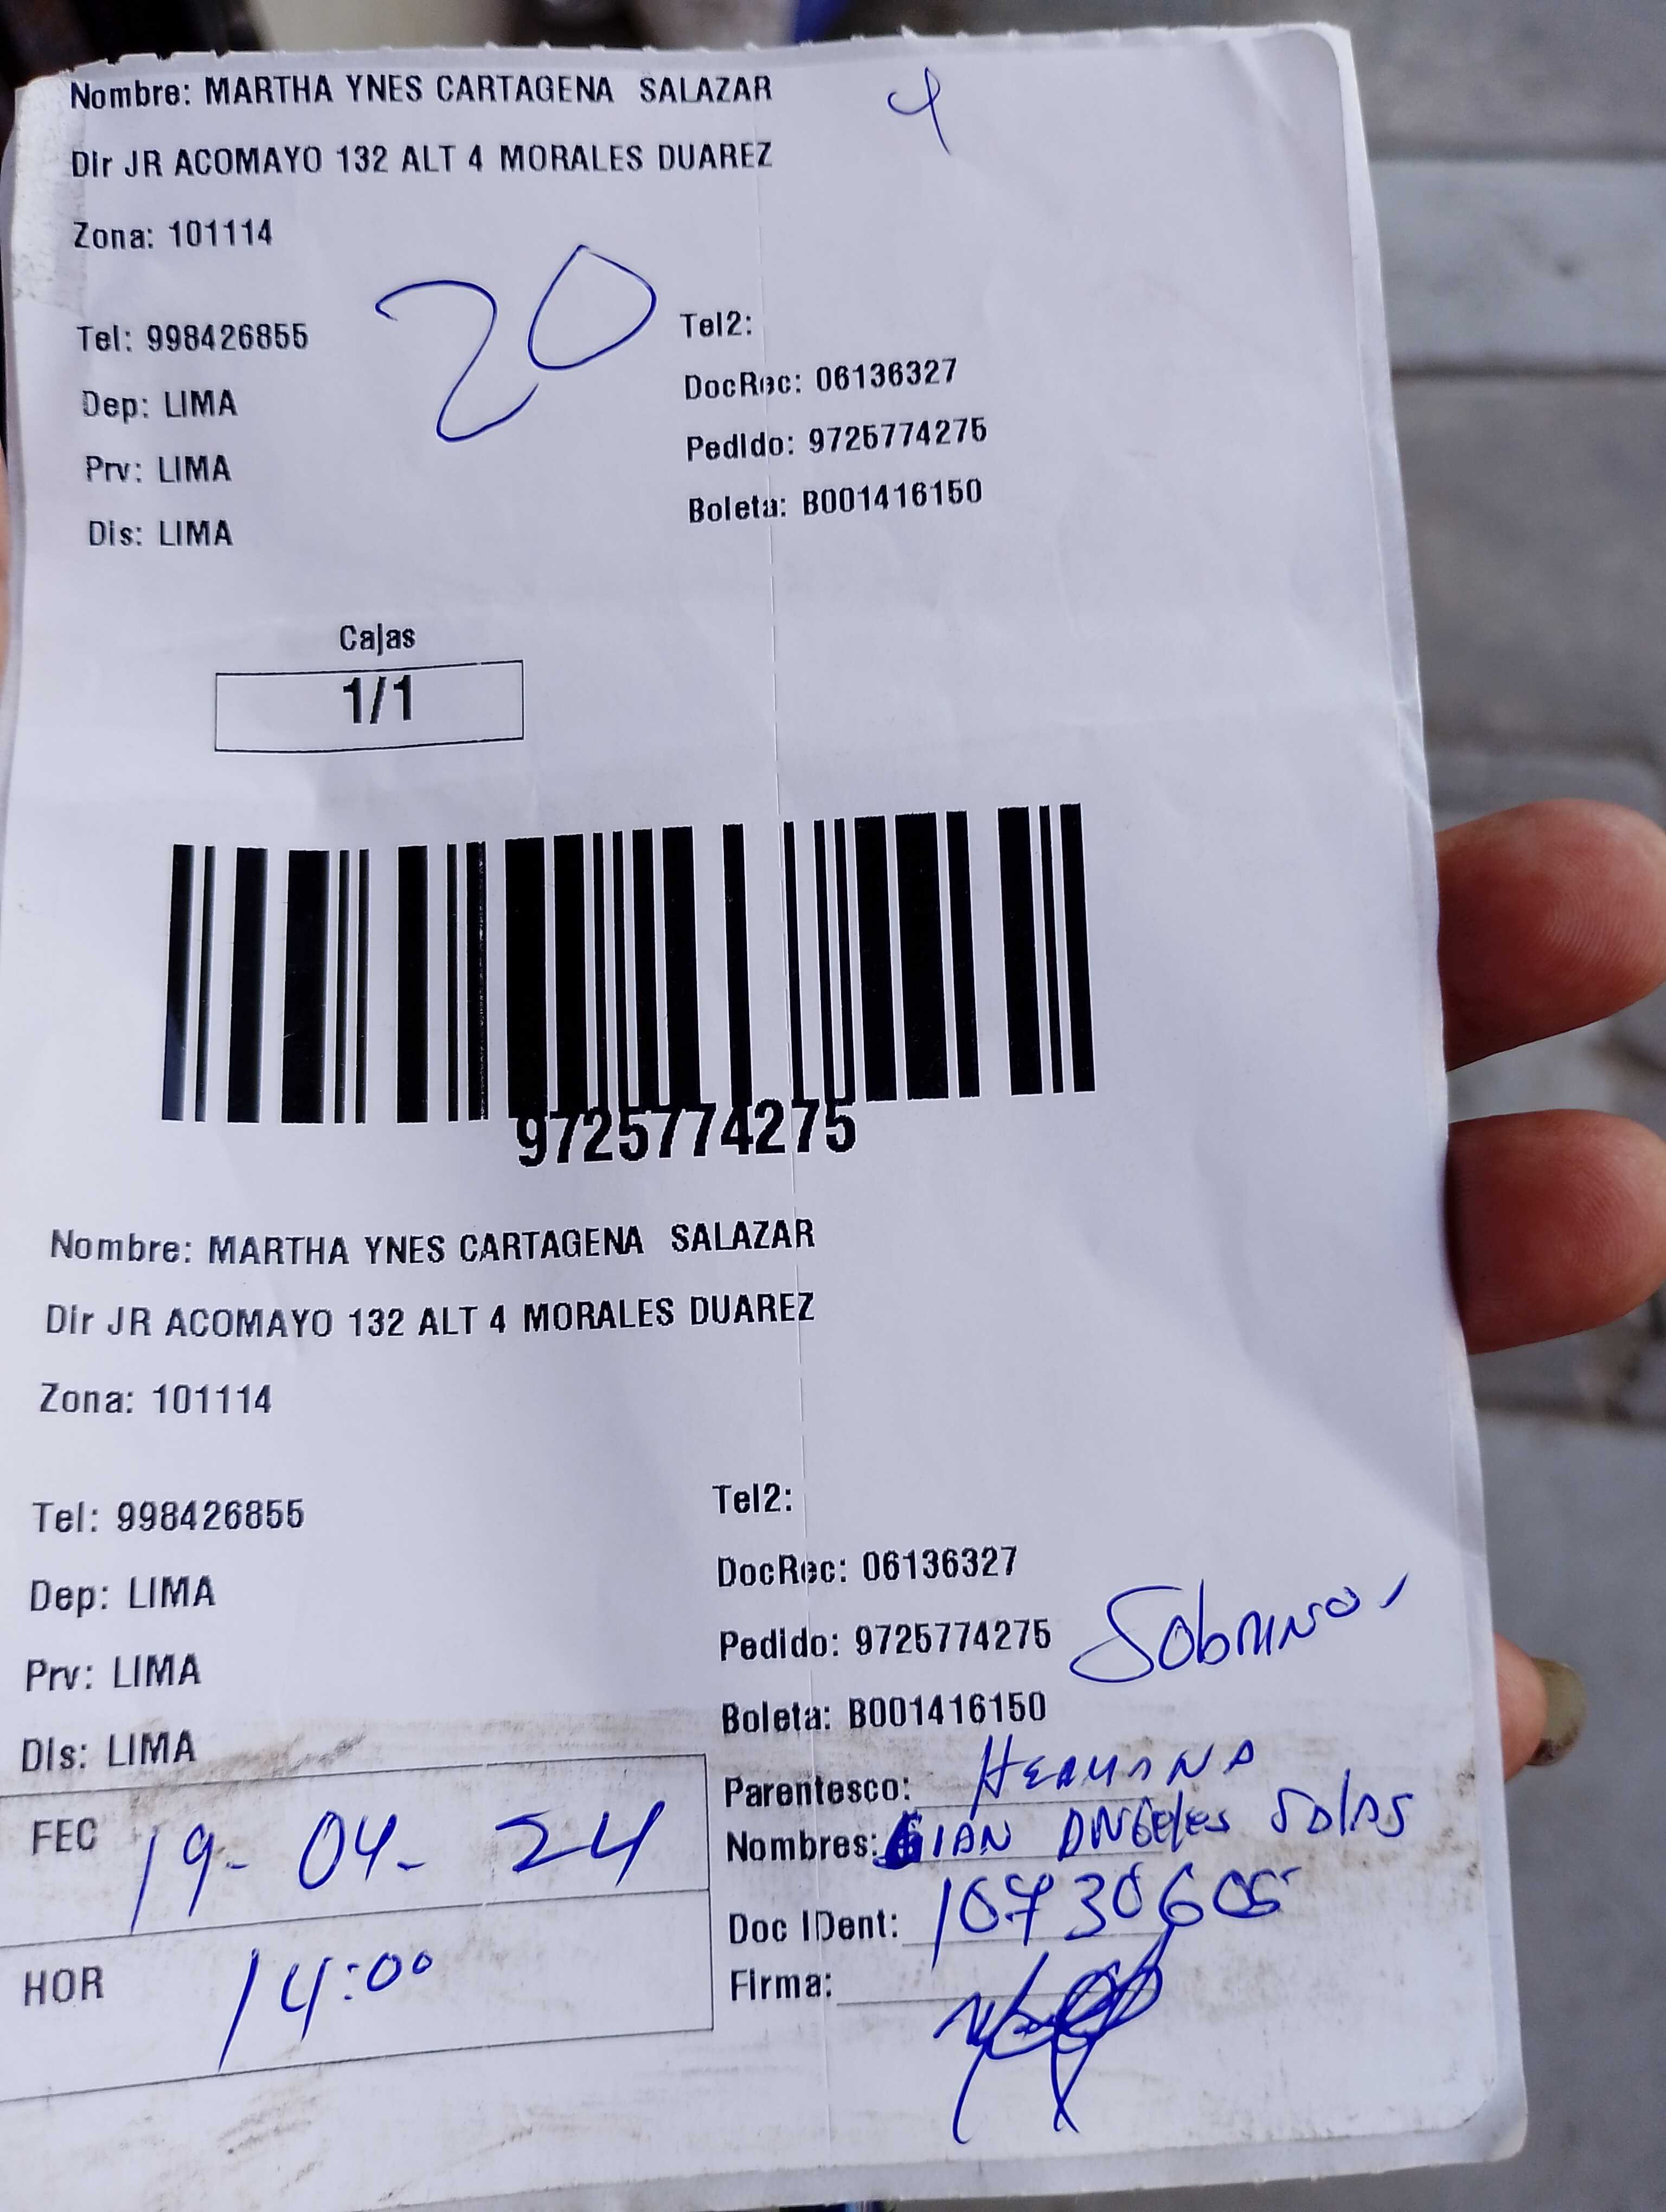 Nombre: MARTHA YNES CARTAGENA SALAZAR
4
Dir JR ACOMAYO 132 ALT 4 MORALES DUAREZ
Zona: 101114
20
Tel: 998426855
Tel2:
Dep: LIMA
DocRec: 06136327
Prv: LIMA
Pedido: 9725774275
Dis: LIMA
Boleta: B001416150
Cajas
1/1
9725774275
Nombre: MARTHA YNES CARTAGENA SALAZAR
Dir JR ACOMAYO 132 ALT 4 MORALES DUAREZ
Zona: 101114
Tel: 998426855
Tel2:
Dep: LIMA
DocRec: 06136327
Prv: LIMA
Pedido: 9725774275 Sobrino
Dis: LIMA
Boleta: B001416150
FEC 19-04-24
Parentesco: HERMANA
Nombres: GIAN ANGELES SOLAS
HOR 14:00
Doc IDent: 10730605
Firma: